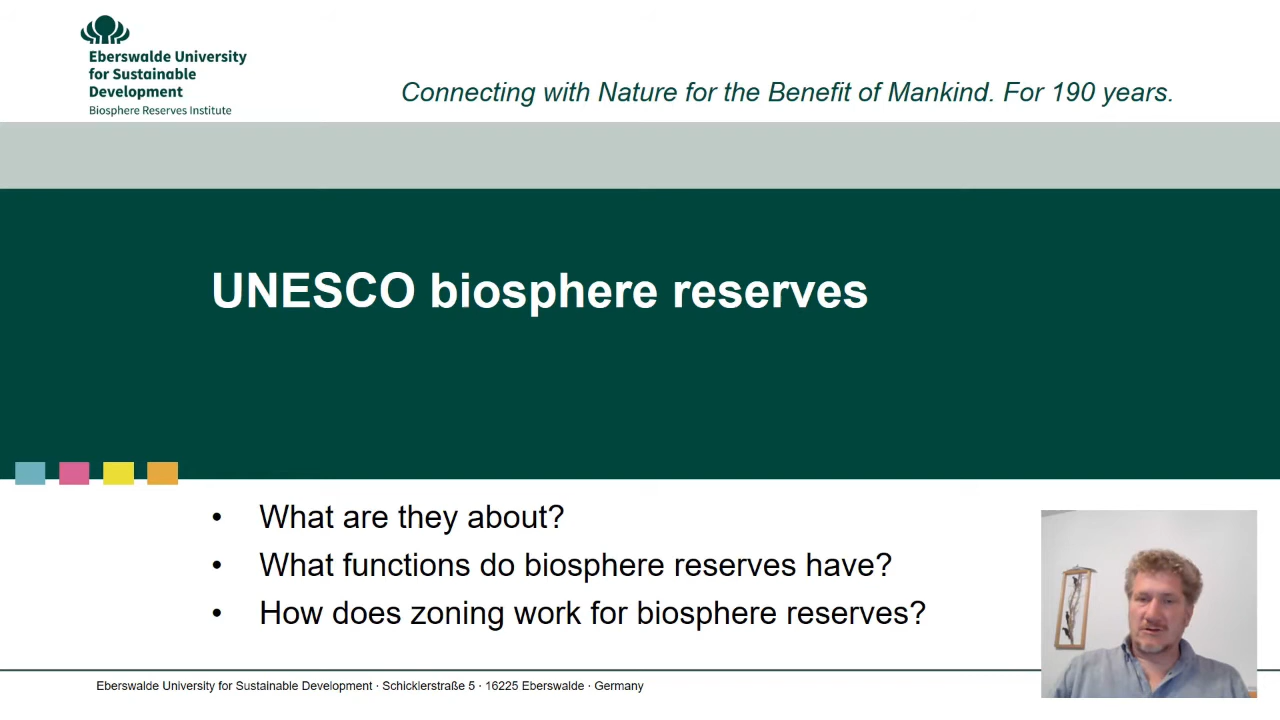 Eberswalde University
for Sustainable
Development
Biosphere Reserves Institute
Connecting with Nature for the Benefit of Mankind. For 190 years.
UNESCO biosphere reserves
• What are they about?
• What functions do biosphere reserves have?
• How does zoning work for biosphere reserves?
Eberswalde University for Sustainable Development · Schicklerstraße 5 · 16225 Eberswalde · Germany